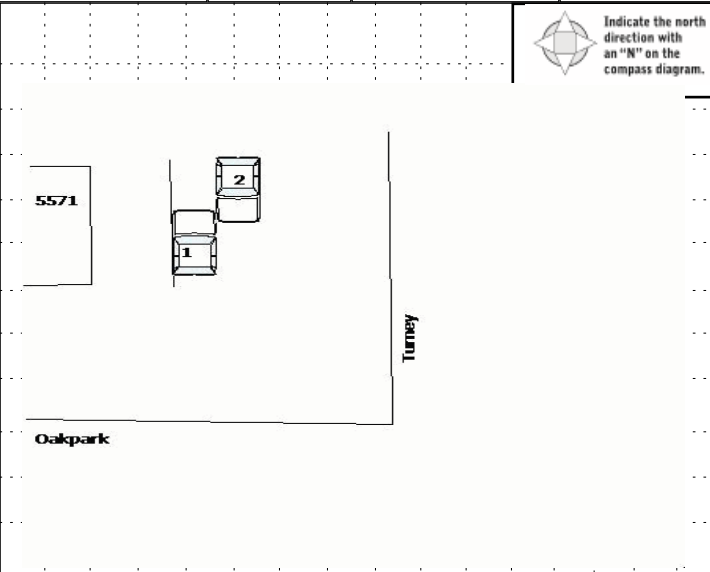 Indicate the north
direction with
an “N” on the
compass diagram.
2
5571
1
Turney
Oakpark